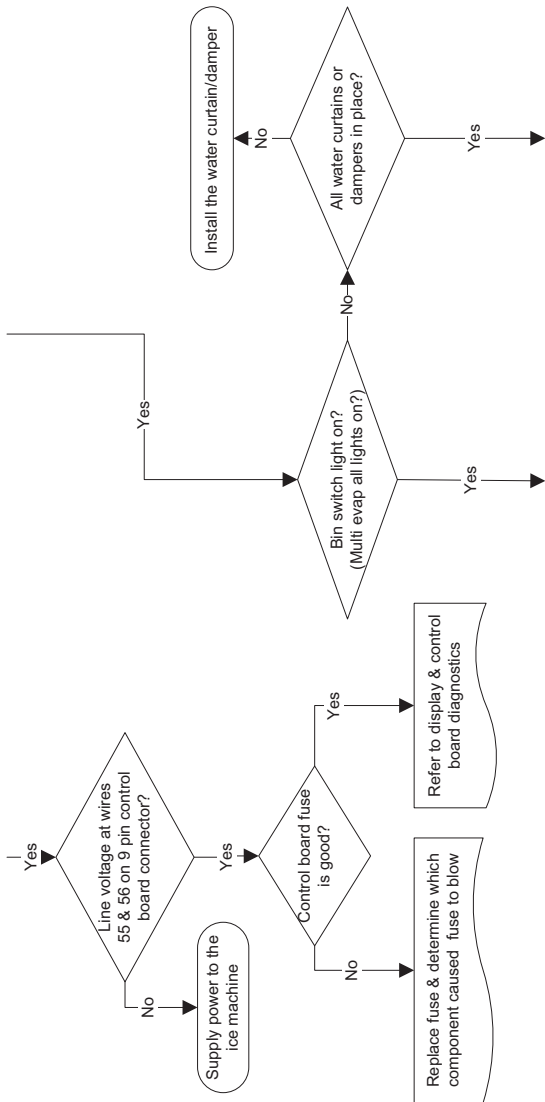 Yes
Line voltage at wires
55 & 56 on 9 pin control
board connector?
No
Supply power to the
ice machine
Yes
Control board fuse
is good?
No
Replace fuse & determine which
component caused fuse to blow
Yes
Refer to display & control
board diagnostics
Yes
Bin switch light on?
(Multi evap all lights on?)
Yes
No
All water curtains or
dampers in place?
No
Install the water curtain/damper
Yes